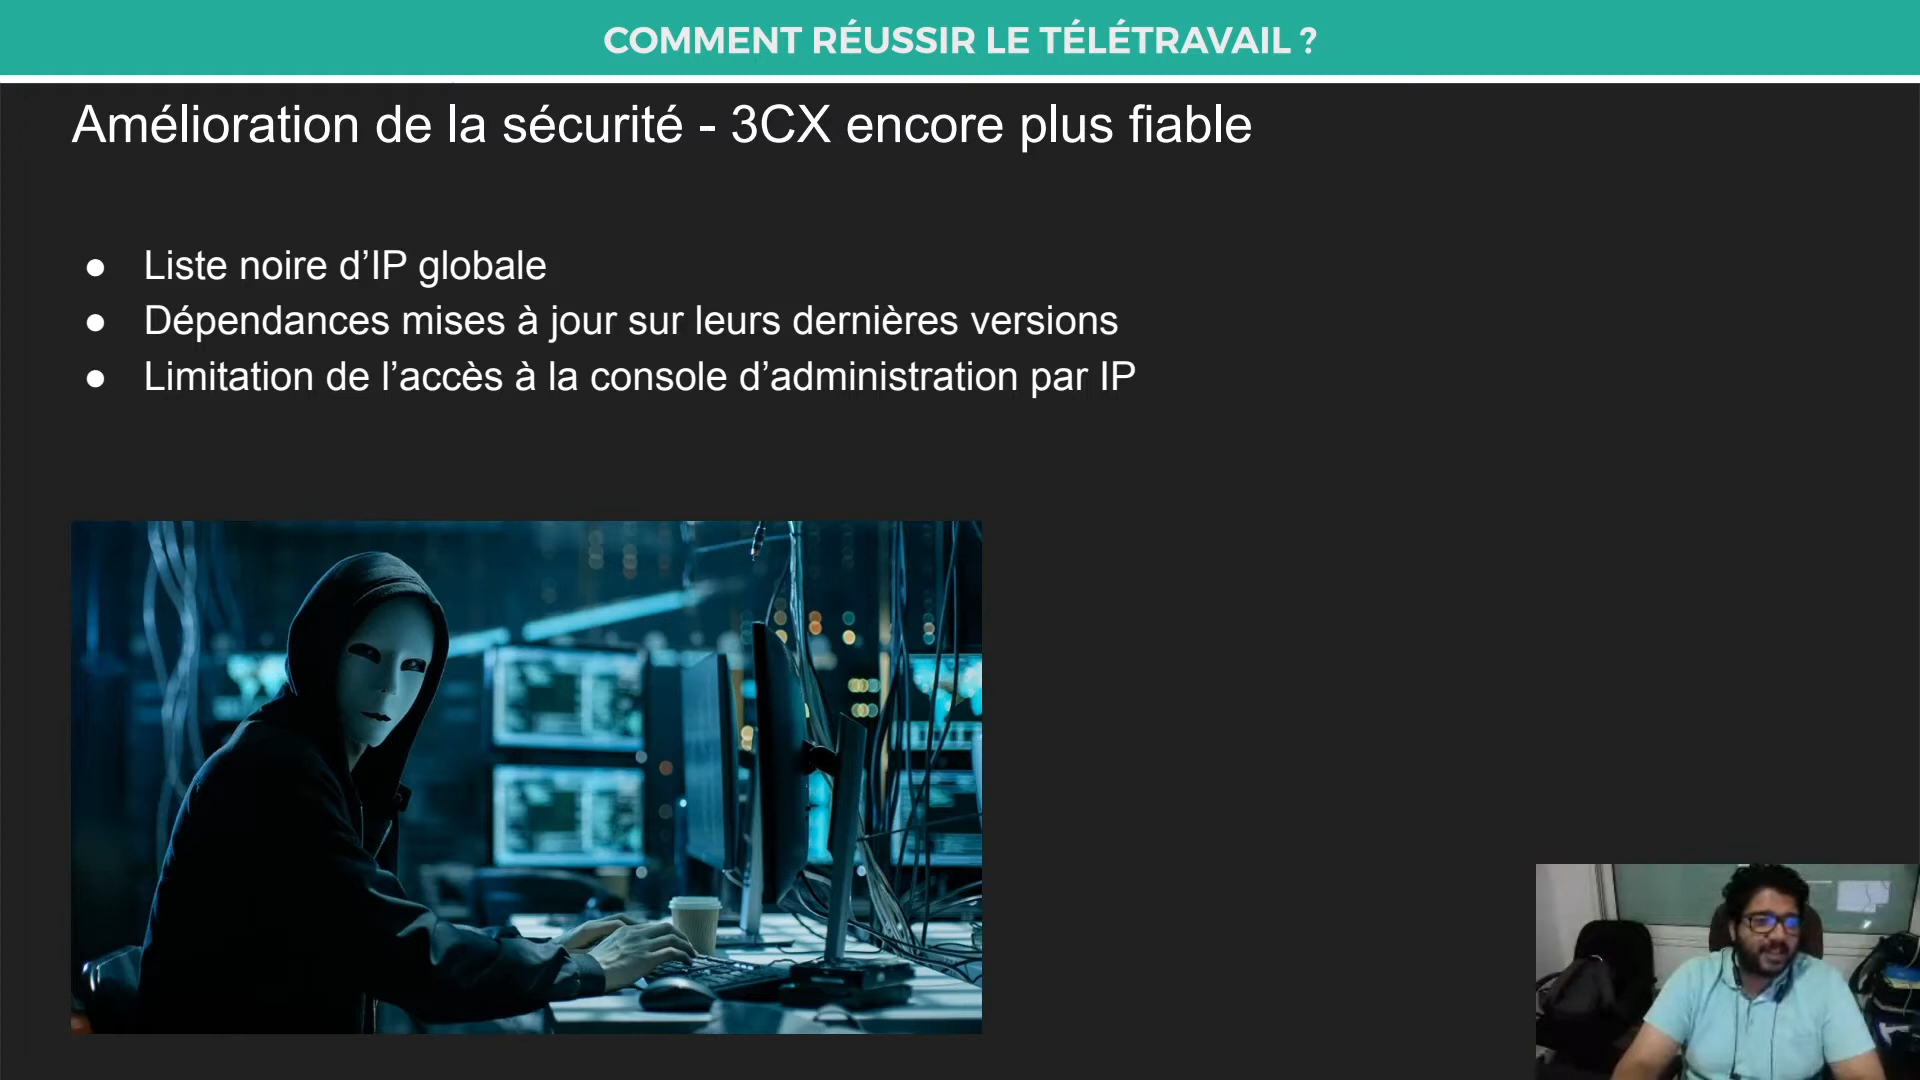 COMMENT RÉUSSIR LE TÉLÉTRAVAIL ?
Amélioration de la sécurité - 3CX encore plus fiable
● Liste noire d’IP globale
● Dépendances mises à jour sur leurs dernières versions
● Limitation de l’accès à la console d’administration par IP